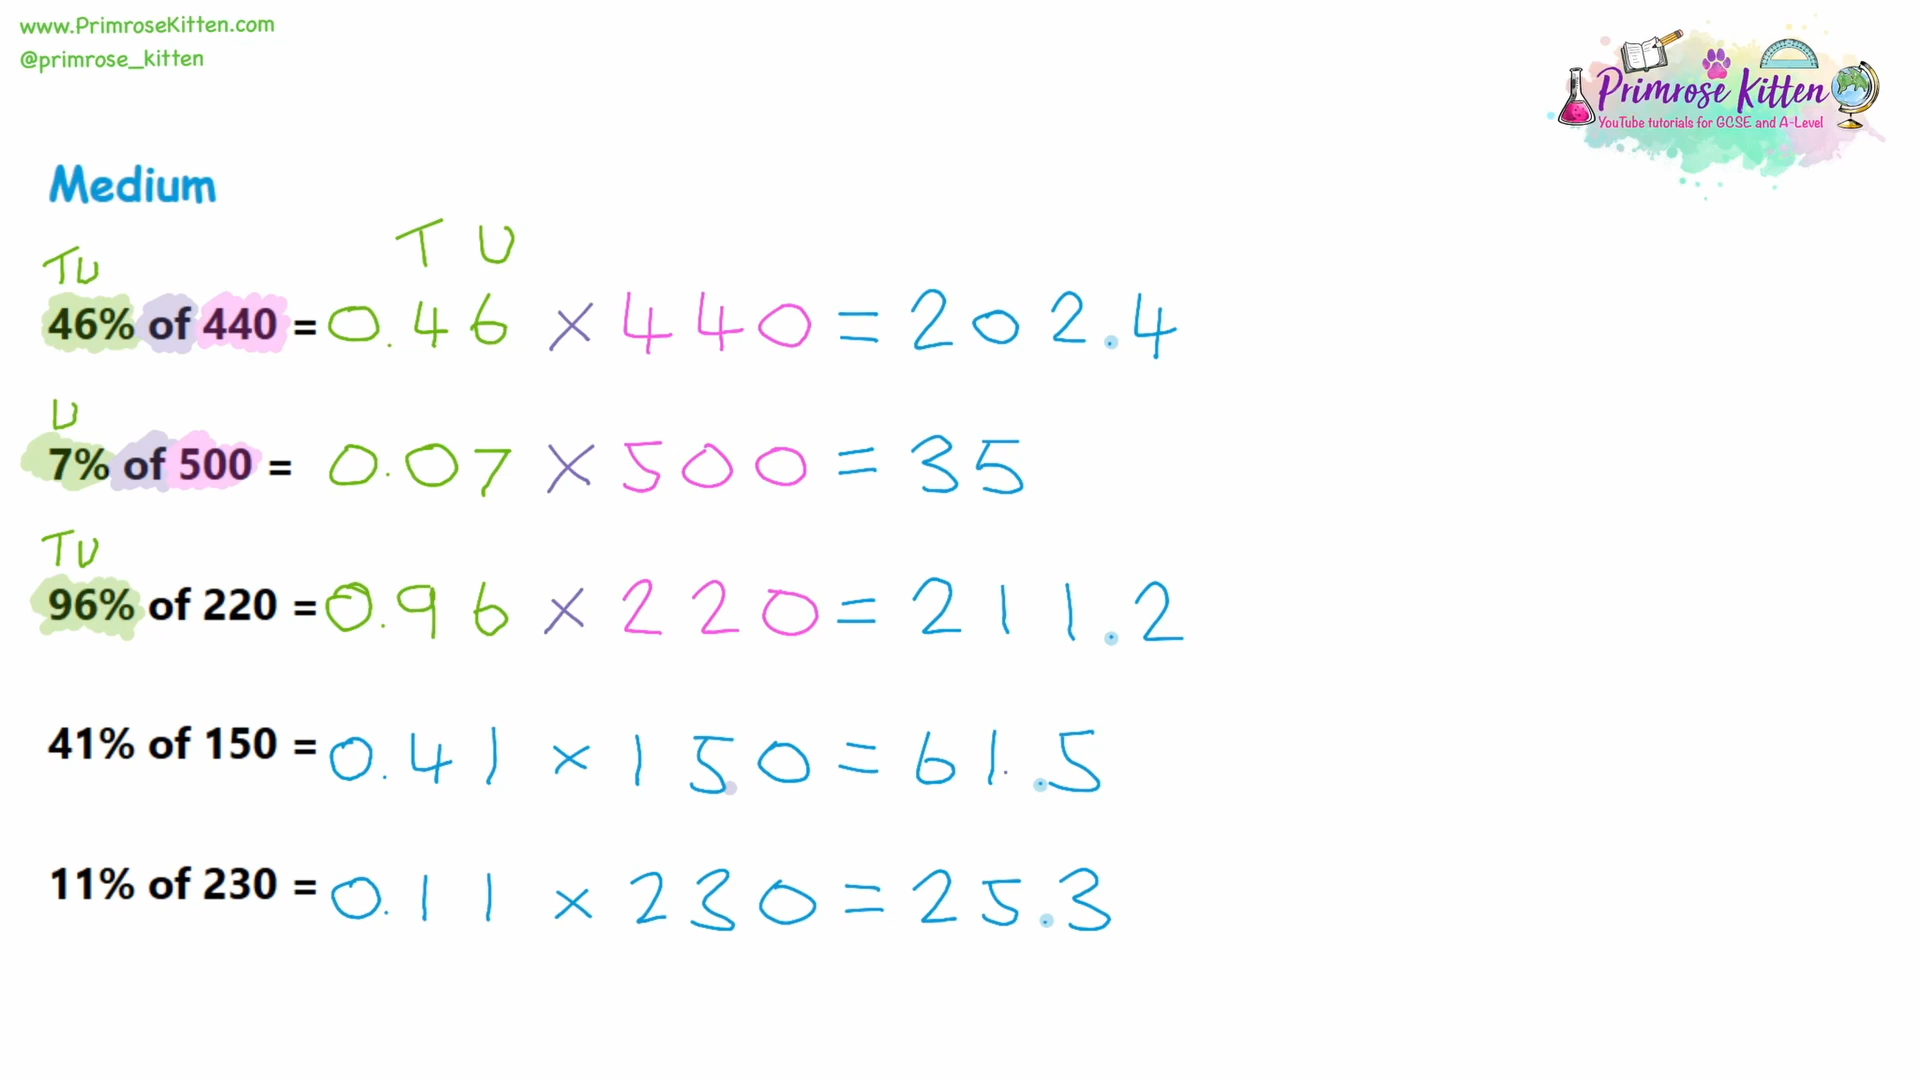 www.PrimroseKitten.com
@primrose_kitten
Primrose Kitten
YouTube tutorials for GCSE and A-Level
Medium
TU
T U
46% of 440 = 0.46 × 440 = 202.4
U
7% of 500 = 0.07 × 500 = 35
TU
96% of 220 = 0.96 × 220 = 211.2
41% of 150 = 0.41 × 150 = 61.5
11% of 230 = 0.11 × 230 = 25.3